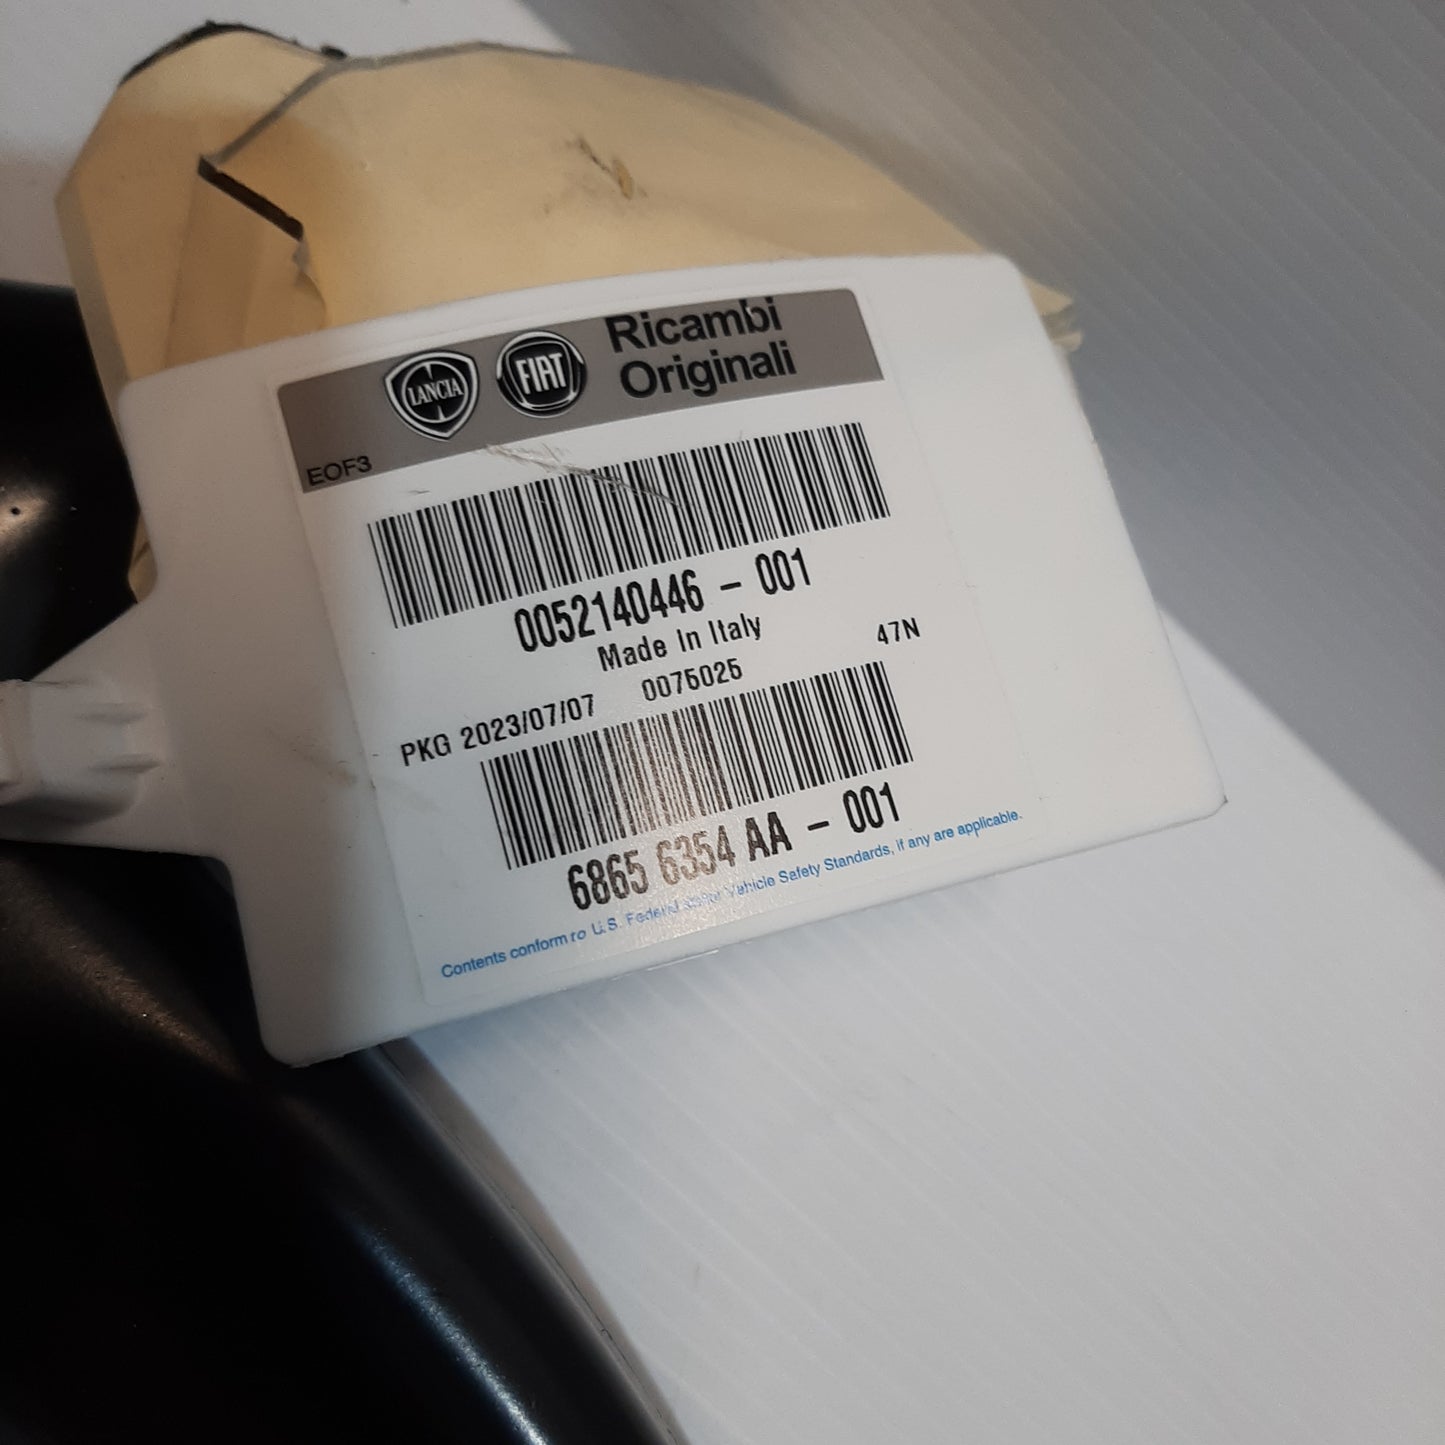 LANCIA FIAT Ricambi
Originali
EOF3
0052140446 - 001
Made In Italy
47N
PKG 2023/07/07 0075025
6865 6354 AA - 001
Contents conform to U.S. Federal Vehicle Safety Standards, if any are applicable.